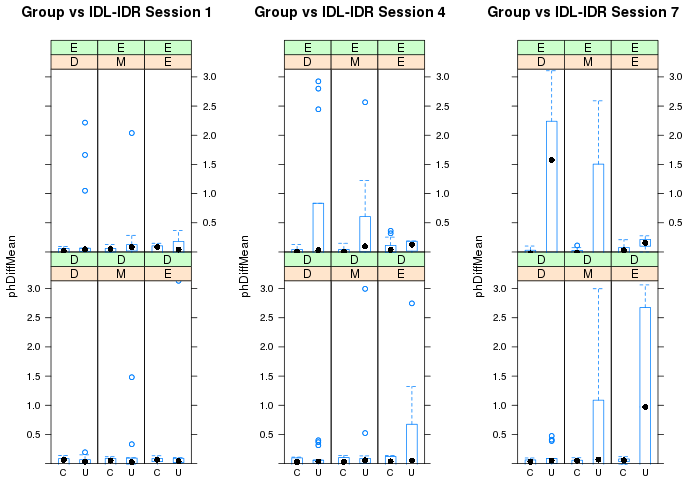 Group vs IDL-IDR Session 1 Group vs IDL-IDR Session 4 Group vs IDL-IDR Session 7
E E E E E E E E E
D M E D M E D M E
3.0 3.0 3.0
2.5 2.5 2.5
2.0 2.0 2.0
1.5 1.5 1.5
1.0 1.0 1.0
0.5 0.5 0.5
phDiffMean phDiffMean phDiffMean
D D D D D D D D D
D M E D M E D M E
3.0 3.0 3.0
2.5 2.5 2.5
2.0 2.0 2.0
1.5 1.5 1.5
1.0 1.0 1.0
0.5 0.5 0.5
C U C U C U C U C U C U C U C U C U